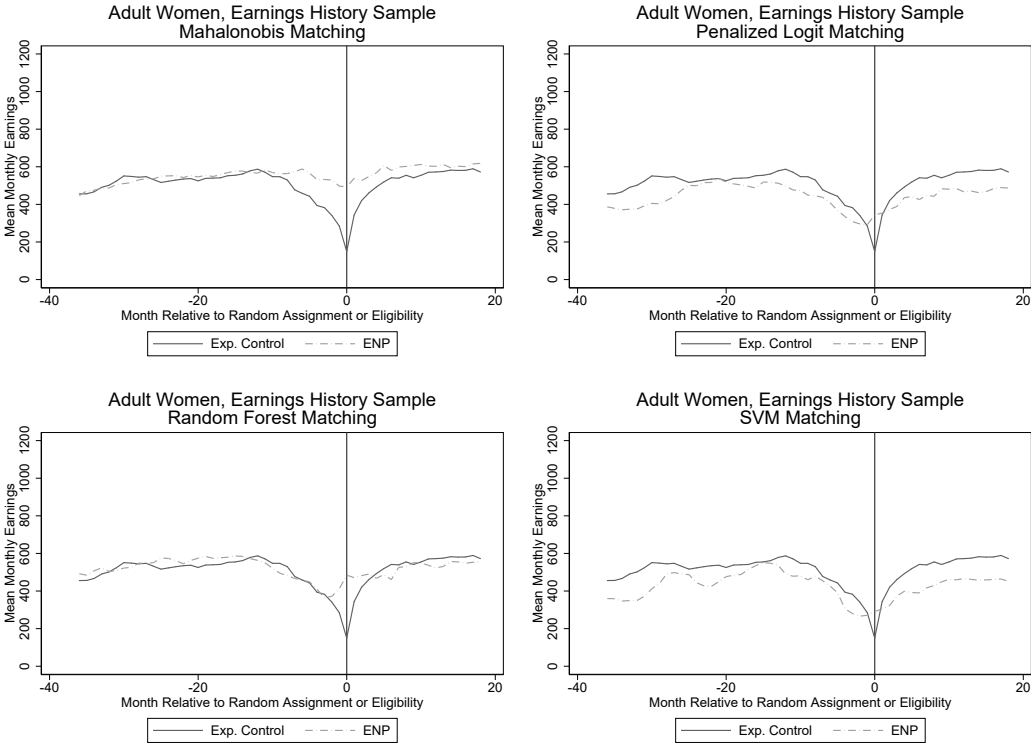 Adult Women, Earnings History Sample
Mahalonobis Matching
Mean Monthly Earnings
1200
1000
800
600
400
200
0
-40
-20
0
20
Month Relative to Random Assignment or Eligibility
Exp. Control
ENP
Adult Women, Earnings History Sample
Penalized Logit Matching
Mean Monthly Earnings
1200
1000
800
600
400
200
0
-40
-20
0
20
Month Relative to Random Assignment or Eligibility
Exp. Control
ENP
Adult Women, Earnings History Sample
Random Forest Matching
Mean Monthly Earnings
1200
1000
800
600
400
200
0
-40
-20
0
20
Month Relative to Random Assignment or Eligibility
Exp. Control
ENP
Adult Women, Earnings History Sample
SVM Matching
Mean Monthly Earnings
1200
1000
800
600
400
200
0
-40
-20
0
20
Month Relative to Random Assignment or Eligibility
Exp. Control
ENP